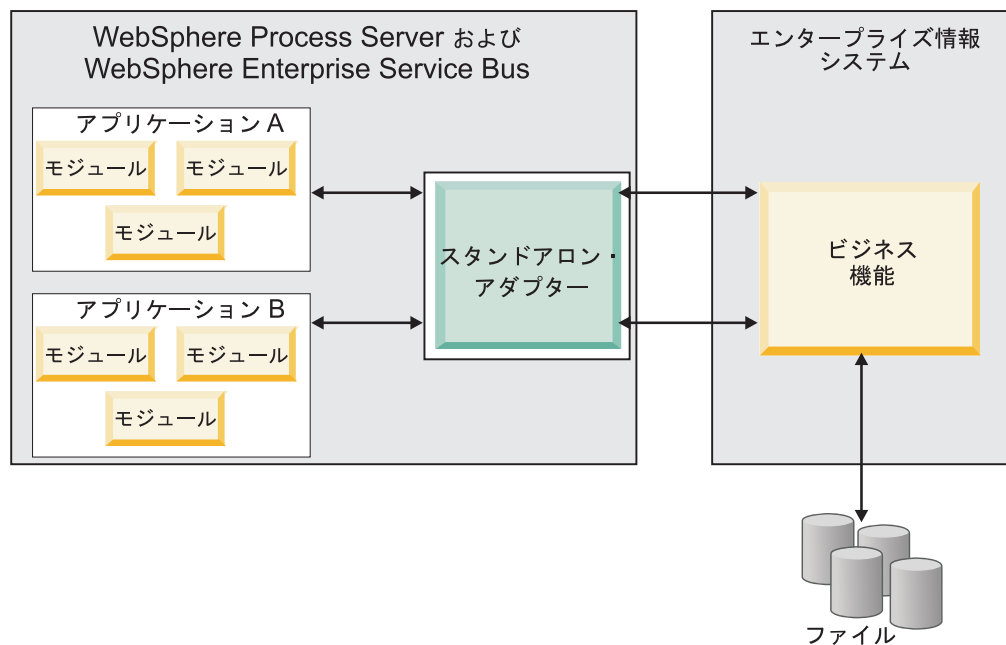 WebSphere Process Server および
WebSphere Enterprise Service Bus
アプリケーション A
モジュール
モジュール
モジュール
アプリケーション B
モジュール
モジュール
モジュール
スタンドアロン・
アダプター
エンタープライズ情報
システム
ビジネス
機能
ファイル